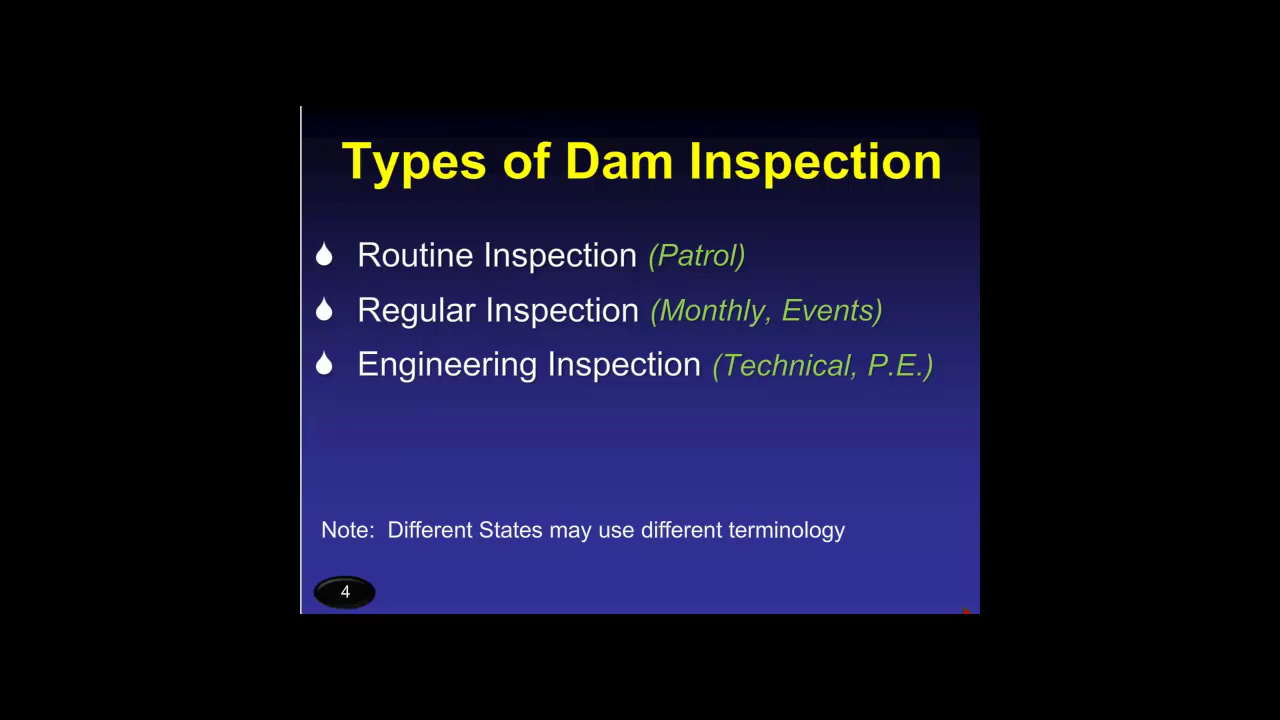 Types of Dam Inspection
Routine Inspection (Patrol)
Regular Inspection (Monthly, Events)
Engineering Inspection (Technical, P.E.)
Note:  Different States may use different terminology
4